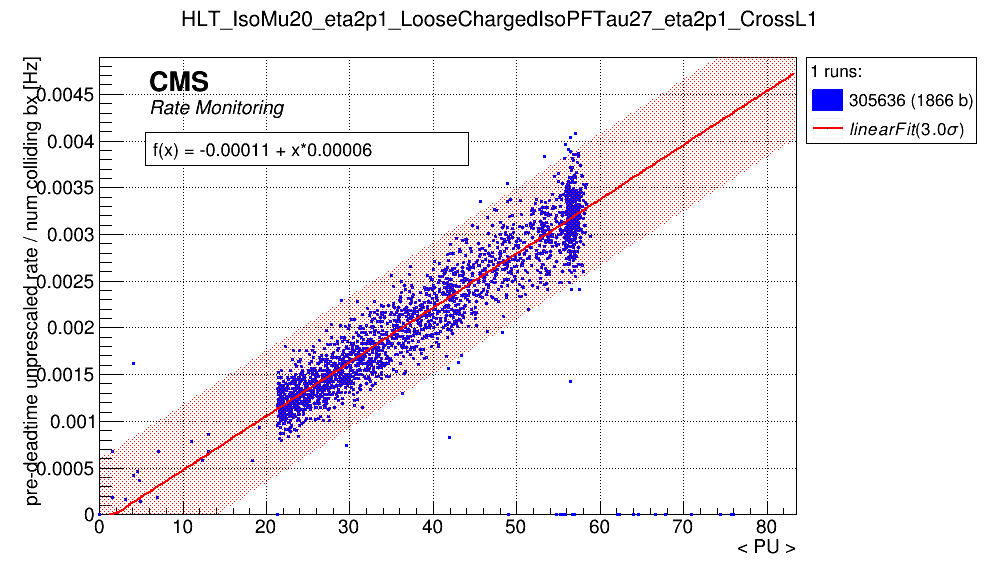 HLT_IsoMu20_eta2p1_LooseChargedIsoPFTau27_eta2p1_CrossL1
pre-deadtime unprescaled rate / num colliding bx [Hz]
CMS
Rate Monitoring
f(x) = -0.00011 + x*0.00006
1 runs:
305636 (1866 b)
linearFit(3.0σ)
0.0045
0.004
0.0035
0.003
0.0025
0.002
0.0015
0.001
0.0005
0
0 10 20 30 40 50 60 70 80
< PU >